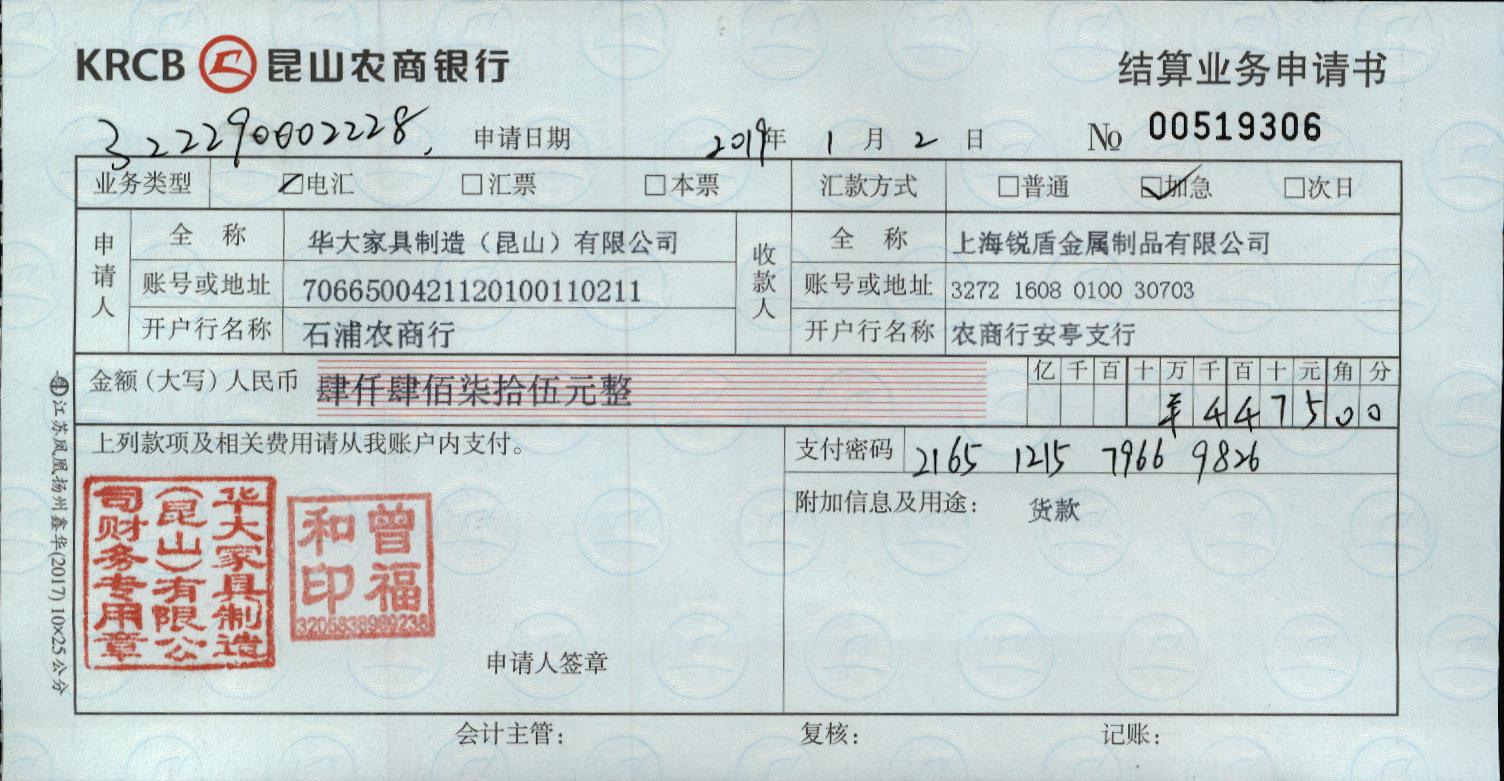 KRCB 昆山农商银行
结算业务申请书
322290002228.
申请日期 2019年 1 月 2 日 № 00519306
业务类型 ☑电汇 □汇票 □本票 汇款方式 □普通 ☑加急 □次日
申请人 全 称 华大家具制造（昆山）有限公司 收款人 全 称 上海锐盾金属制品有限公司
账号或地址 7066500421120100110211 账号或地址 3272 1608 0100 30703
开户行名称 石浦农商行 开户行名称 农商行安亭支行
金额（大写）人民币 肆仟肆佰柒拾伍元整 亿千百十万千百十元角分
¥447500
上列款项及相关费用请从我账户内支付。 支付密码 2165 1215 7966 9826
附加信息及用途： 货款
华大家具制造（昆山）有限公司财务专用章
曾福和印
3205838989238
申请人签章
会计主管： 复核： 记账：
江苏凤凰扬州鑫华(2017) 10×25公分